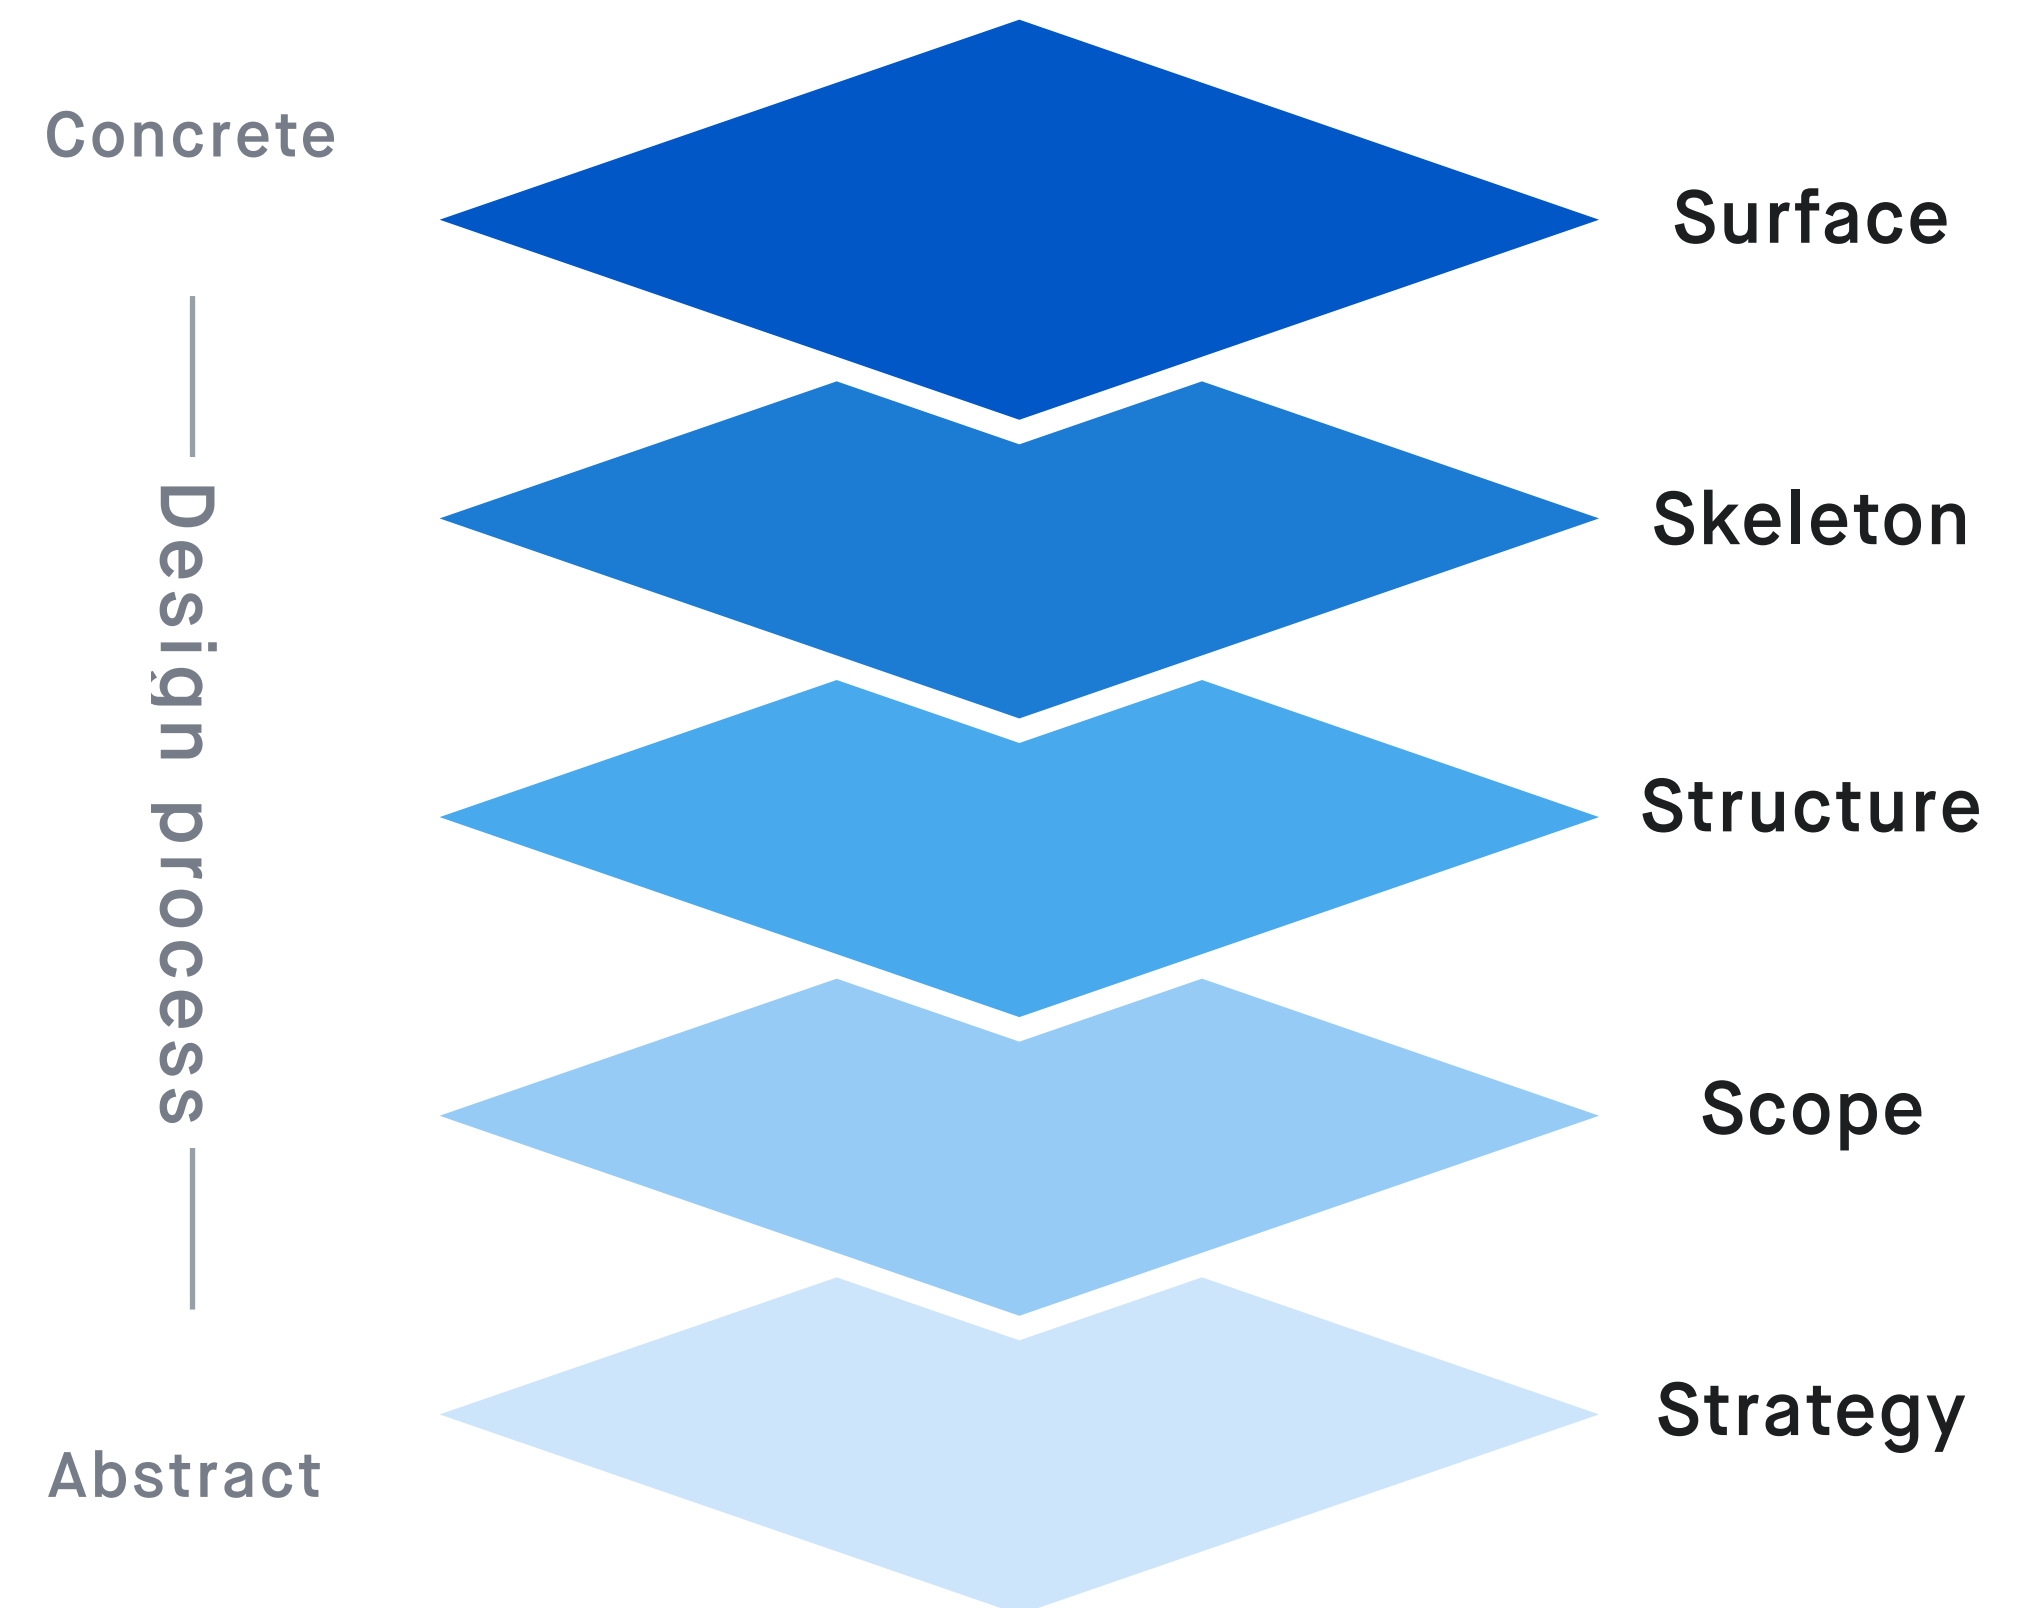 Concrete
Surface
Skeleton
Design process
Structure
Scope
Strategy
Abstract